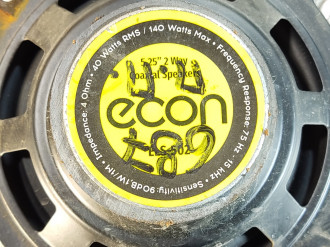 • 40 Watts RMS / 140 Watts Max • Frequency Response: 75 Hz - 15 kHz • Sensitivity: 90dB, 1W/1M • Impedance: 4 Ohm
5.25" 2 Way
Coaxial Speakers
econ